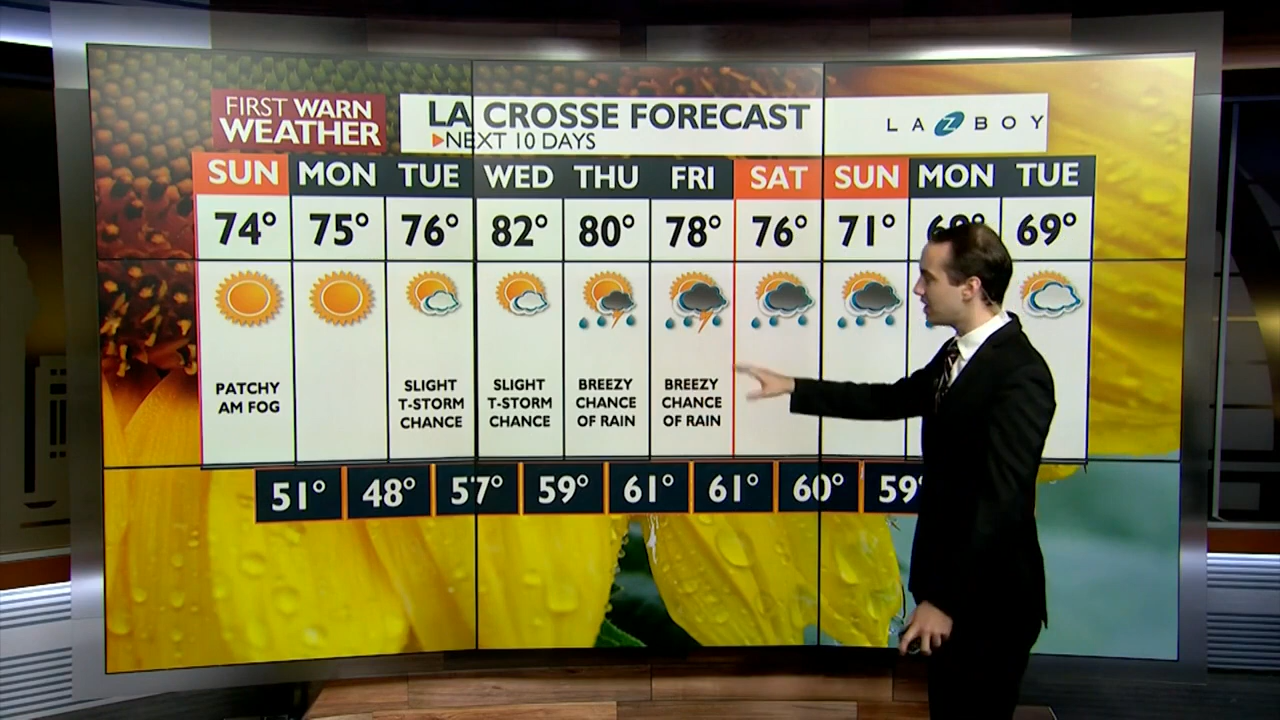 FIRST WARN
WEATHER
LA CROSSE FORECAST
NEXT 10 DAYS
LA Z BOY
SUN MON TUE WED THU FRI SAT SUN MON TUE
74° 75° 76° 82° 80° 78° 76° 71° 69°
PATCHY
AM FOG
SLIGHT
T-STORM
CHANCE
SLIGHT
T-STORM
CHANCE
BREEZY
CHANCE
OF RAIN
BREEZY
CHANCE
OF RAIN
51° 48° 57° 59° 61° 61° 60° 59°